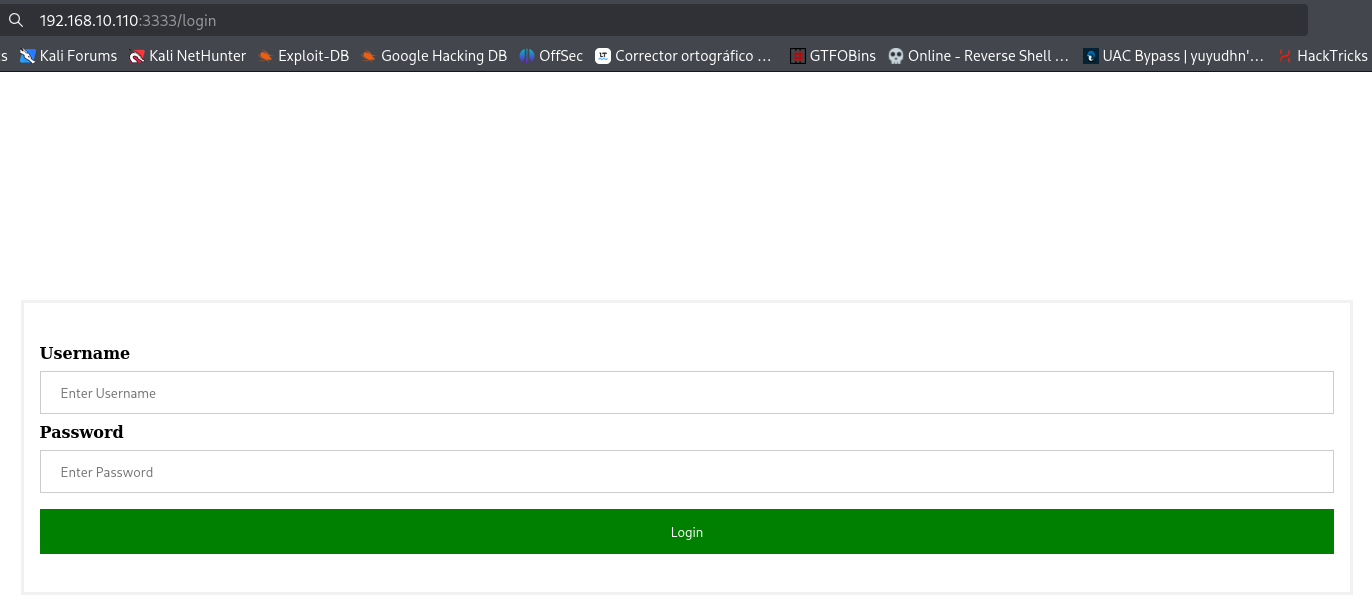 192.168.10.110:3333/login
s Kali Forums Kali NetHunter Exploit-DB Google Hacking DB OffSec Corrector ortográfico ... GTFOBins Online - Reverse Shell ... UAC Bypass | yuyudhn'... HackTricks
Username
Enter Username
Password
Enter Password
Login